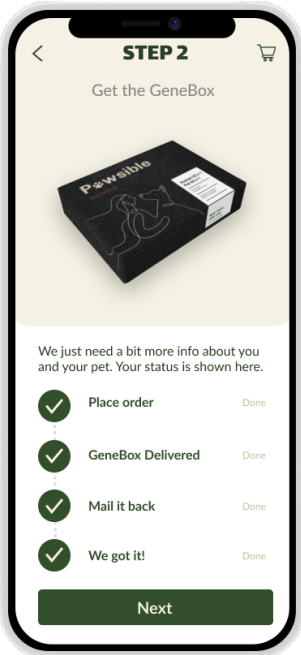 STEP 2
Get the GeneBox
Pawsible
GeneBox
We just need a bit more info about you
and your pet. Your status is shown here.
Place order
Done
GeneBox Delivered
Done
Mail it back
Done
We got it!
Done
Next